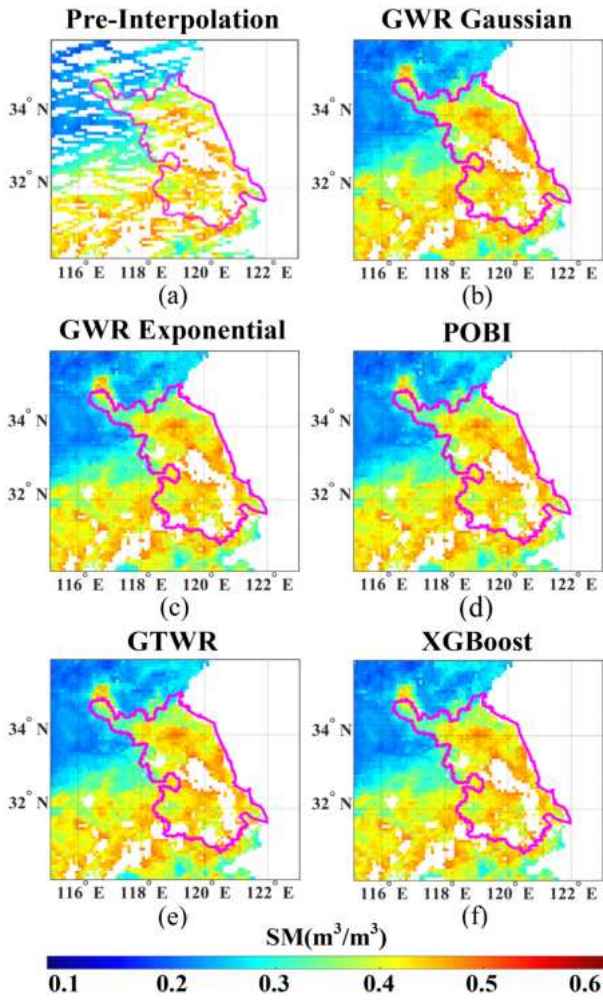 Pre-Interpolation GWR Gaussian
34° N 34° N
32° N 32° N
116° E 118° E 120° E 122° E 116° E 118° E 120° E 122° E
(a) (b)
GWR Exponential POBI
34° N 34° N
32° N 32° N
116° E 118° E 120° E 122° E 116° E 118° E 120° E 122° E
(c) (d)
GTWR XGBoost
34° N 34° N
32° N 32° N
116° E 118° E 120° E 122° E 116° E 118° E 120° E 122° E
(e) (f)
SM(m³/m³)
0.1 0.2 0.3 0.4 0.5 0.6